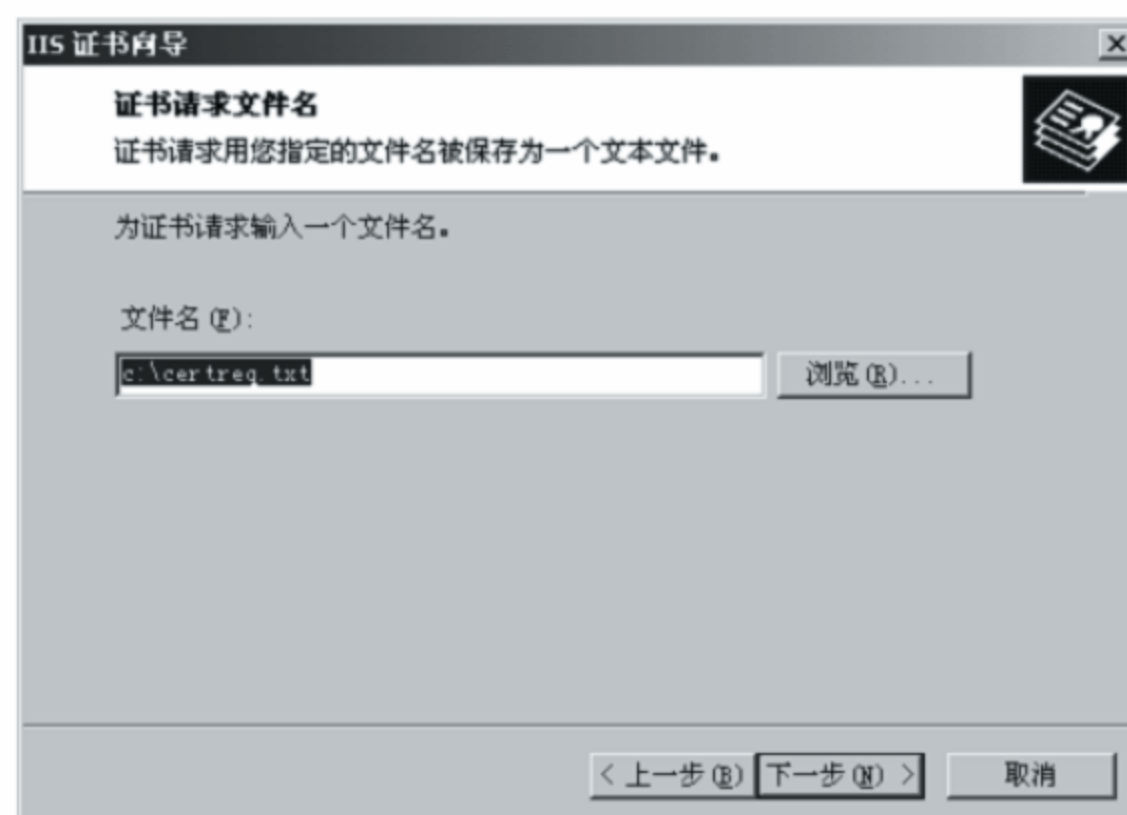 IIS 证书向导
证书请求文件名
证书请求用您指定的文件名被保存为一个文本文件。
为证书请求输入一个文件名。
文件名(F):
c:\certreq.txt
浏览(R)...
< 上一步(B) 下一步(N) > 取消